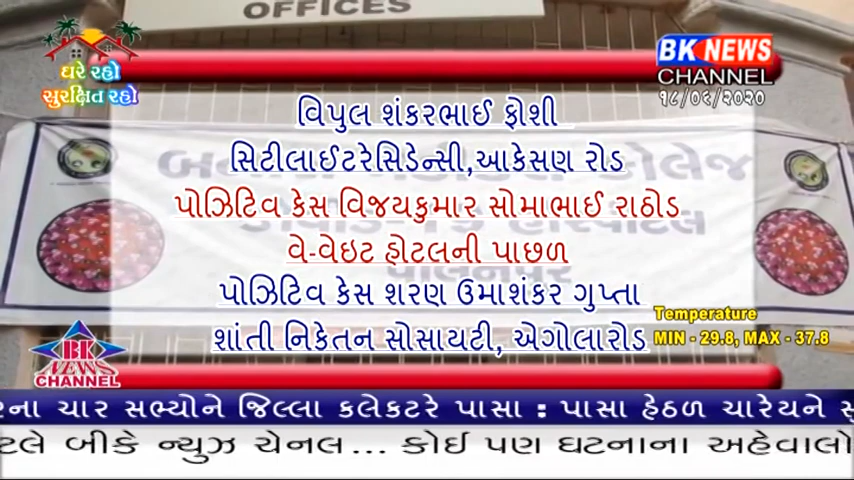 OFFICES
ઘરે રહો
સુરક્ષિત રહો
BK NEWS
CHANNEL
૧૮/૦૬/૨૦૨૦
વિપુલ શંકરભાઈ ફોશી
સિટીલાઈટરેસિડેન્સી,આકેસણ રોડ
પોઝિટિવ કેસ વિજયકુમાર સોમાભાઈ રાઠોડ
વે-વેઇટ હોટલની પાછળ
પોઝિટિવ કેસ શરણ ઉમાશંકર ગુપ્તા
શાંતી નિકેતન સોસાયટી, એગોલારોડ
પાલનપુર
Temperature
MIN - 29.8, MAX - 37.8
BK
NEWS
CHANNEL
ના ચાર સભ્યોને જિલ્લા કલેકટરે પાસા : પાસા હેઠળ ચારેયને
બીકે ન્યુઝ ચેનલ... કોઈ પણ ઘટનાના અહેવાલો